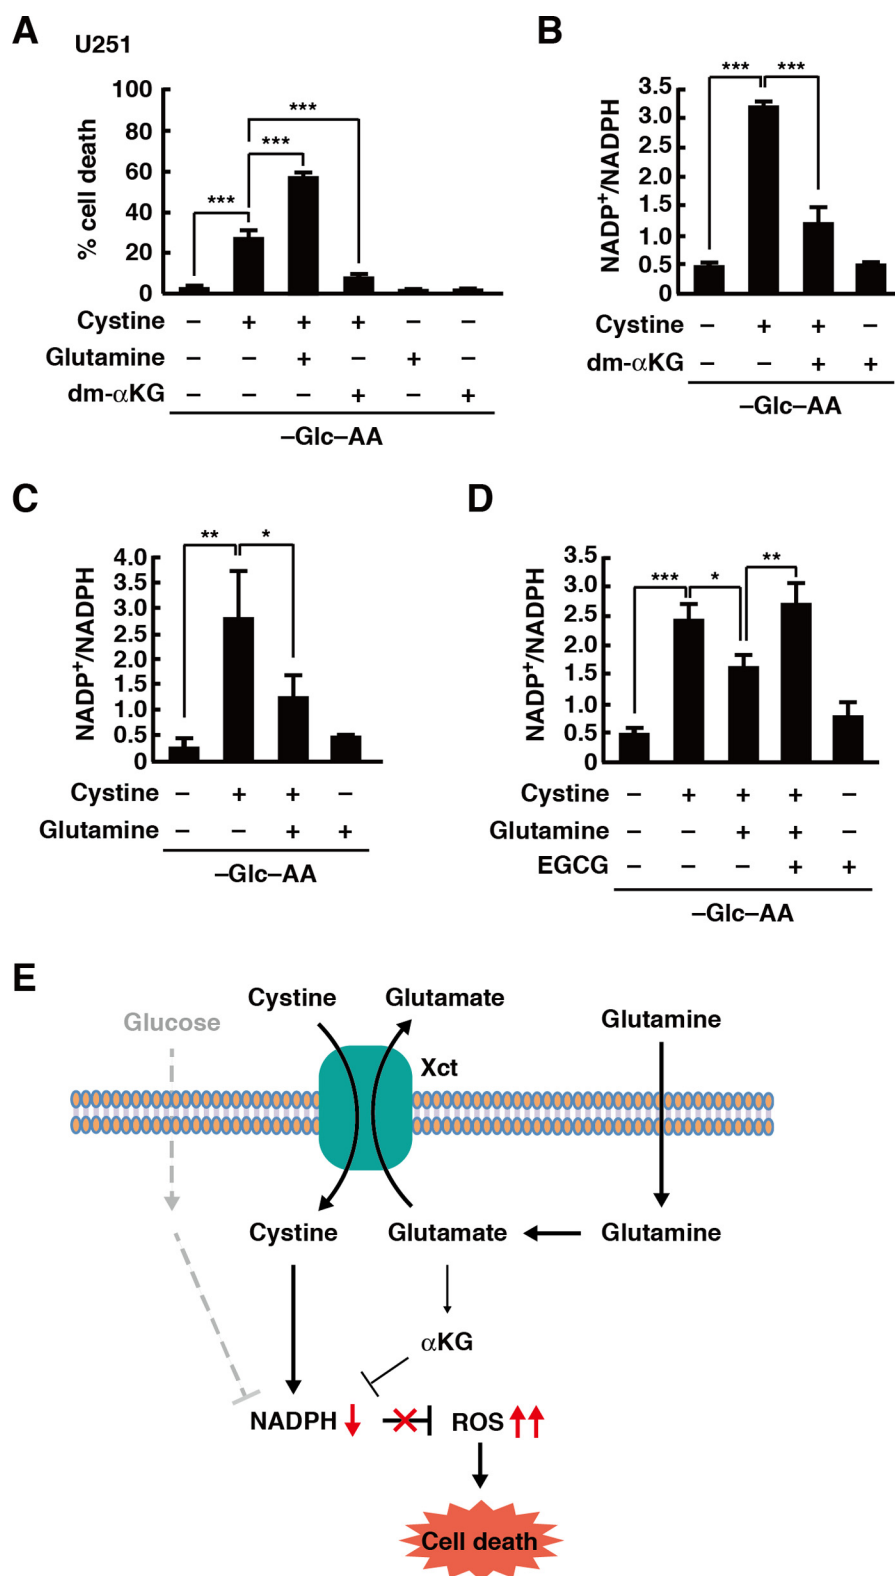 A
U251
% cell death
100
80
60
40
20
0
***
***
***
Cystine – + + + – –
Glutamine – – + – + –
dm-αKG – – – + – +
–Glc–AA
B
NADP+/NADPH
3.5
3.0
2.5
2.0
1.5
1.0
0.5
0
*** ***
Cystine – + + –
dm-αKG – – + +
–Glc–AA
C
NADP+/NADPH
4.0
3.5
3.0
2.5
2.0
1.5
1.0
0.5
0
** *
Cystine – + + –
Glutamine – – + +
–Glc–AA
D
NADP+/NADPH
3.5
3.0
2.5
2.0
1.5
1.0
0.5
0
**
*** *
Cystine – + + + –
Glutamine – – + + –
EGCG – – – + +
–Glc–AA
E
Cystine Glutamate
Glucose Glutamine
Xct
Cystine Glutamate Glutamine
αKG
NADPH ROS
Cell death